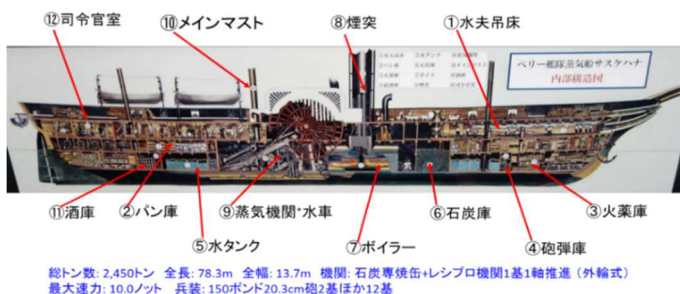 ⑫司令官室
⑩メインマスト
⑧煙突
①水夫吊床
ペリー艦隊蒸気船サスケハナ
内部構造図
⑪酒庫
②パン庫
⑨蒸気機関+水車
⑥石炭庫
③火薬庫
⑤水タンク
⑦ボイラー
④砲弾庫
総トン数: 2,450トン 全長: 78.3m 全幅: 13.7m 機関: 石炭専焼缶+レシプロ機関1基1軸推進（外輪式）
最大速力: 10.0ノット 兵装: 150ポンド20.3cm砲2基ほか12基